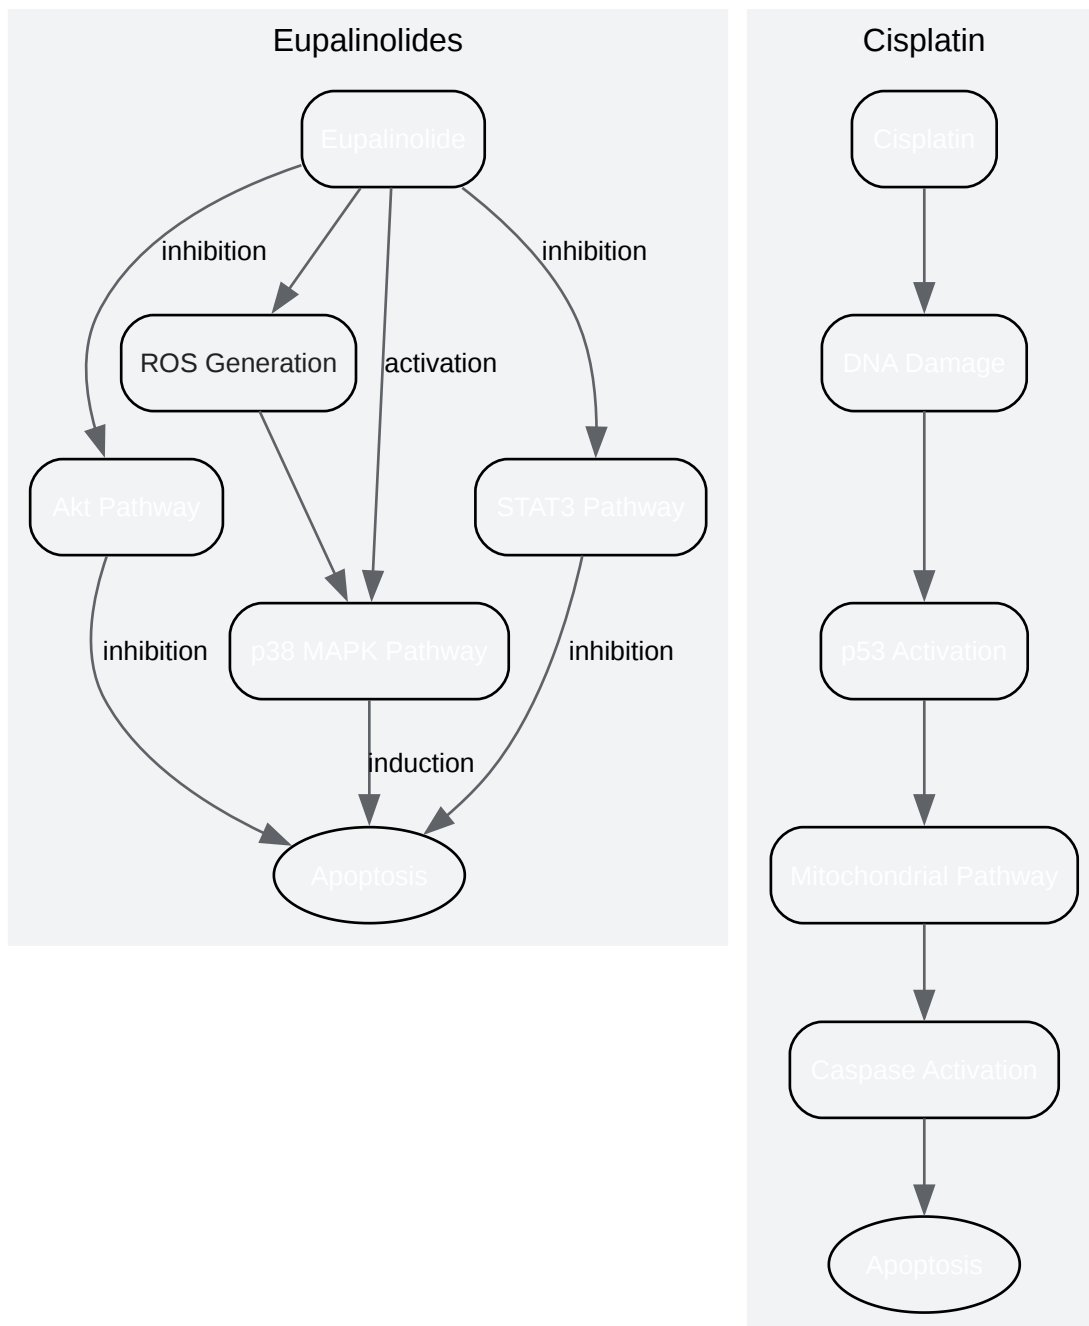 Eupalinolides
Eupalinolide
inhibition
inhibition
ROS Generation
activation
Akt Pathway
STAT3 Pathway
inhibition
p38 MAPK Pathway
inhibition
induction
Apoptosis
Cisplatin
Cisplatin
DNA Damage
p53 Activation
Mitochondrial Pathway
Caspase Activation
Apoptosis